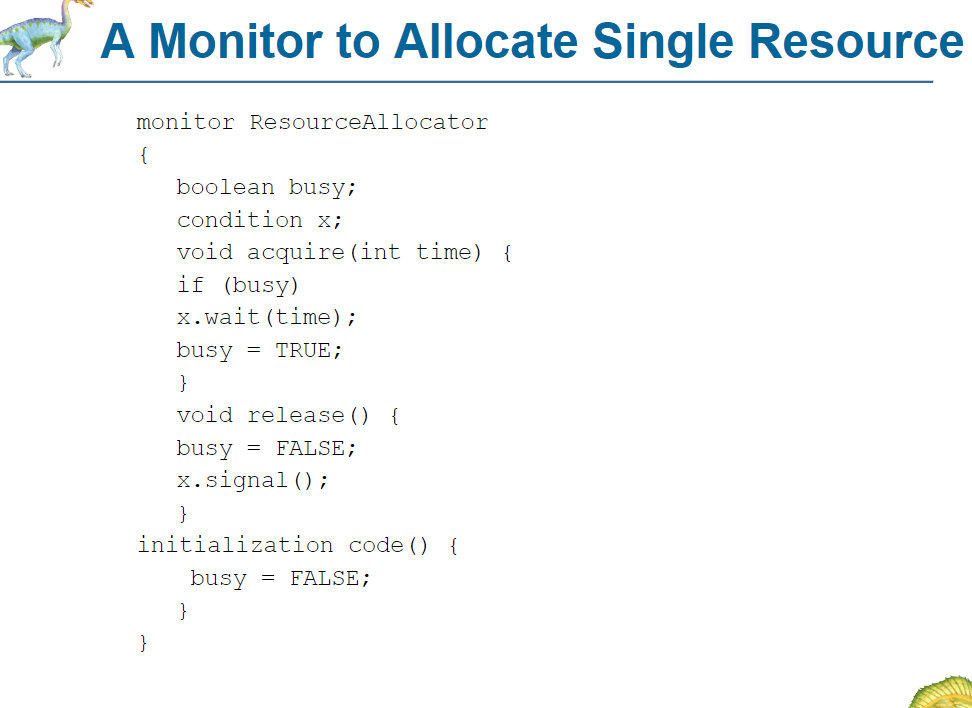 A Monitor to Allocate Single Resource
monitor ResourceAllocator
{
boolean busy;
condition x;
void acquire(int time) {
if (busy)
x.wait(time);
busy = TRUE;
}
void release() {
busy = FALSE;
x.signal();
}
initialization code() {
busy = FALSE;
}
}